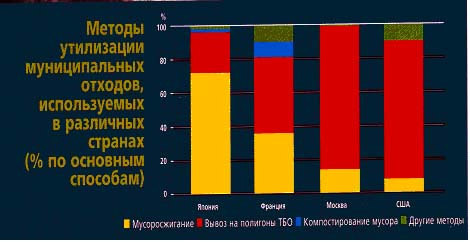 Методы
утилизации
муниципальных
отходов,
используемых
в различных
странах
(% по основным
способам)
%
100
80
60
40
20
0
Япония Франция Москва США
Мусоросжигание Вывоз на полигоны ТБО Компостирование мусора Другие методы